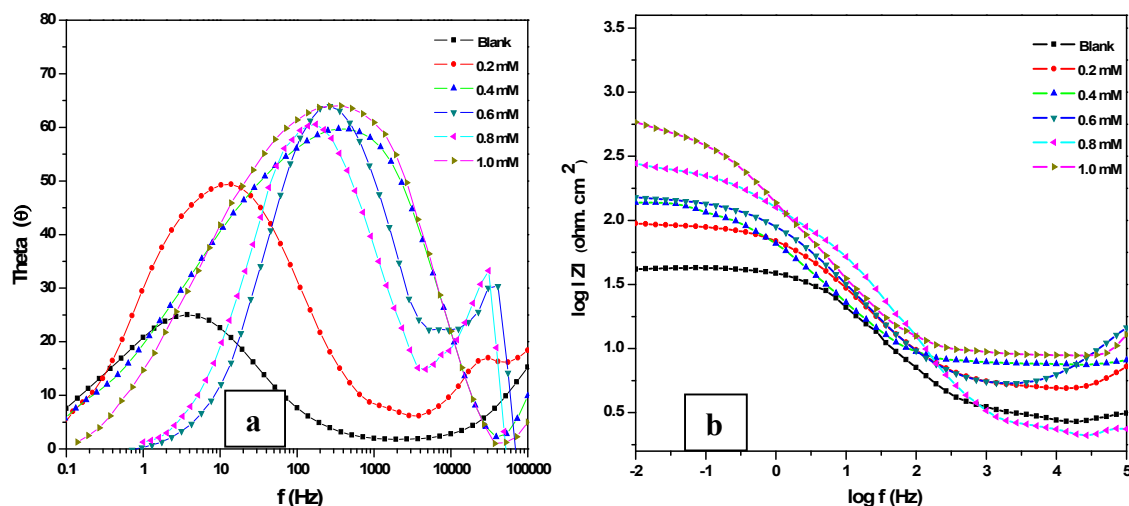 80
70
60
50
40
30
20
10
0
Theta (θ)
0.1 1 10 100 1000 10000 100000
f (Hz)
Blank
0.2 mM
0.4 mM
0.6 mM
0.8 mM
1.0 mM
a
3.0
2.5
2.0
1.5
1.0
0.5
log I ZI (ohm. cm²)
-2 -1 0 1 2 3 4 5
log f (Hz)
Blank
0.2 mM
0.4 mM
0.6 mM
0.8 mM
1.0 mM
b